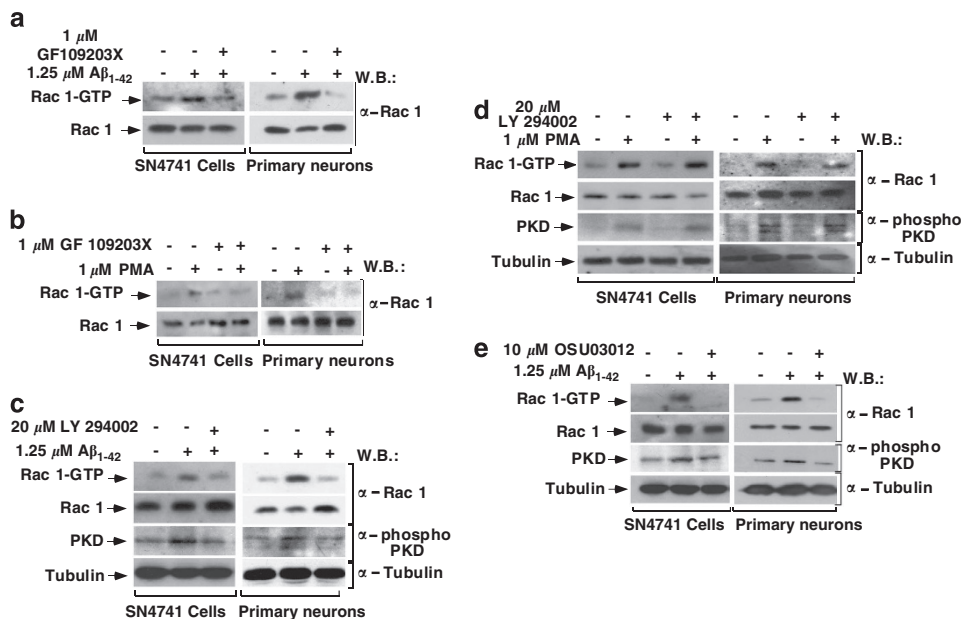 a
1 μM
GF109203X - - + - - +
1.25 μM Aβ1-42 - + + - + + W.B.:
Rac 1-GTP
α-Rac 1
Rac 1
SN4741 Cells Primary neurons
b
1 μM GF 109203X - - + + - - + +
1 μM PMA - + - + - + - + W.B.:
Rac 1-GTP
α-Rac 1
Rac 1
SN4741 Cells Primary neurons
c
20 μM LY 294002 - - + - - +
1.25 μM Aβ1-42 - + + - + + W.B.:
Rac 1-GTP
α-Rac 1
Rac 1
PKD α-phospho
PKD
Tubulin α-Tubulin
SN4741 Cells Primary neurons
d
20 μM
LY 294002 - - + + - - + +
1 μM PMA - + - + - + - + W.B.:
Rac 1-GTP
α-Rac 1
Rac 1
PKD α-phospho
PKD
Tubulin α-Tubulin
SN4741 Cells Primary neurons
e
10 μM OSU03012 - - + - - +
1.25 μM Aβ1-42 - + + - + + W.B.:
Rac 1-GTP
α-Rac 1
Rac 1
PKD α-phospho
PKD
Tubulin α-Tubulin
SN4741 Cells Primary neurons